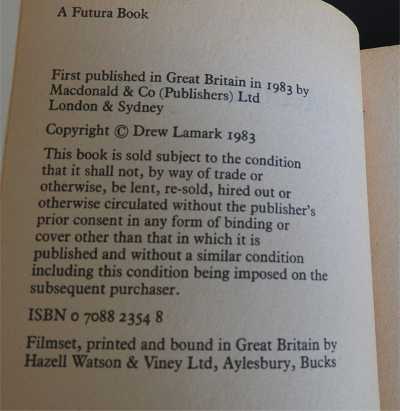 A Futura Book
First published in Great Britain in 1983 by
Macdonald & Co (Publishers) Ltd
London & Sydney
Copyright © Drew Lamark 1983
This book is sold subject to the condition
that it shall not, by way of trade or
otherwise, be lent, re-sold, hired out or
otherwise circulated without the publisher's
prior consent in any form of binding or
cover other than that in which it is
published and without a similar condition
including this condition being imposed on the
subsequent purchaser.
ISBN 0 7088 2354 8
Filmset, printed and bound in Great Britain by
Hazell Watson & Viney Ltd, Aylesbury, Bucks